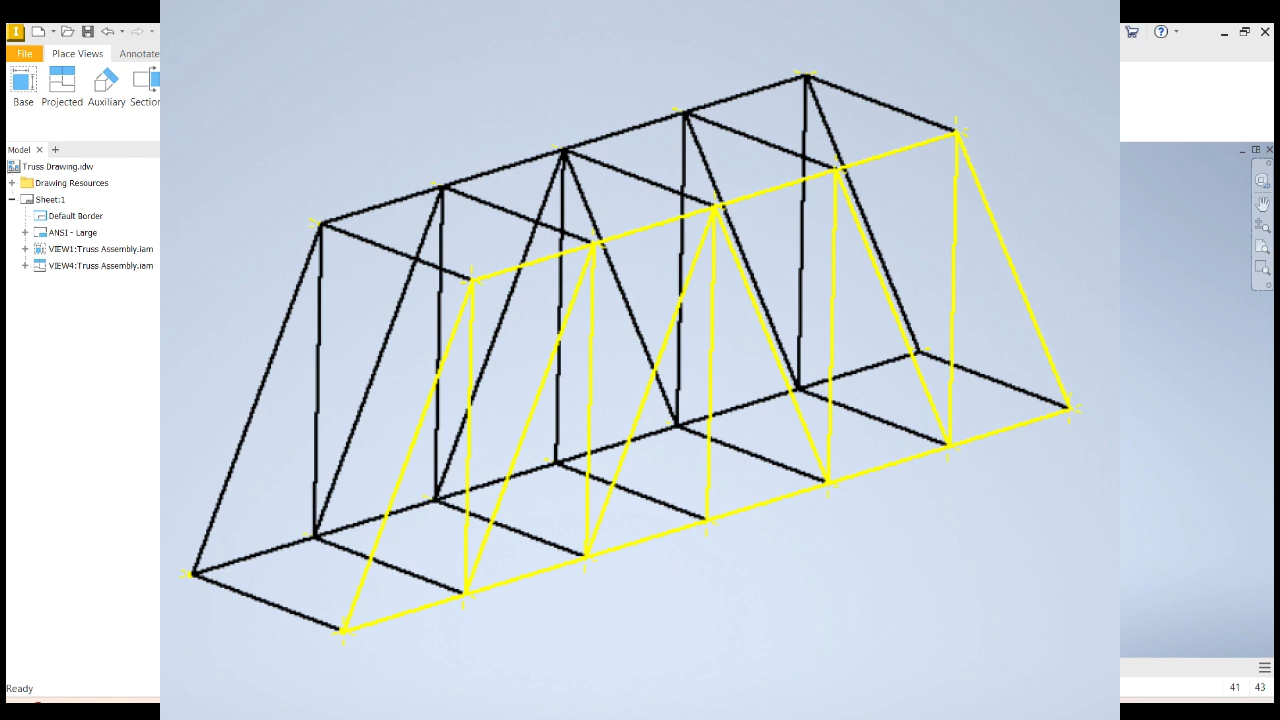 I
File Place Views Annotate
Base Projected Auxiliary Section
Model
Truss Drawing.idw
Drawing Resources
Sheet:1
Default Border
ANSI - Large
VIEW1:Truss Assembly.iam
VIEW4:Truss Assembly.iam
Ready
41 43